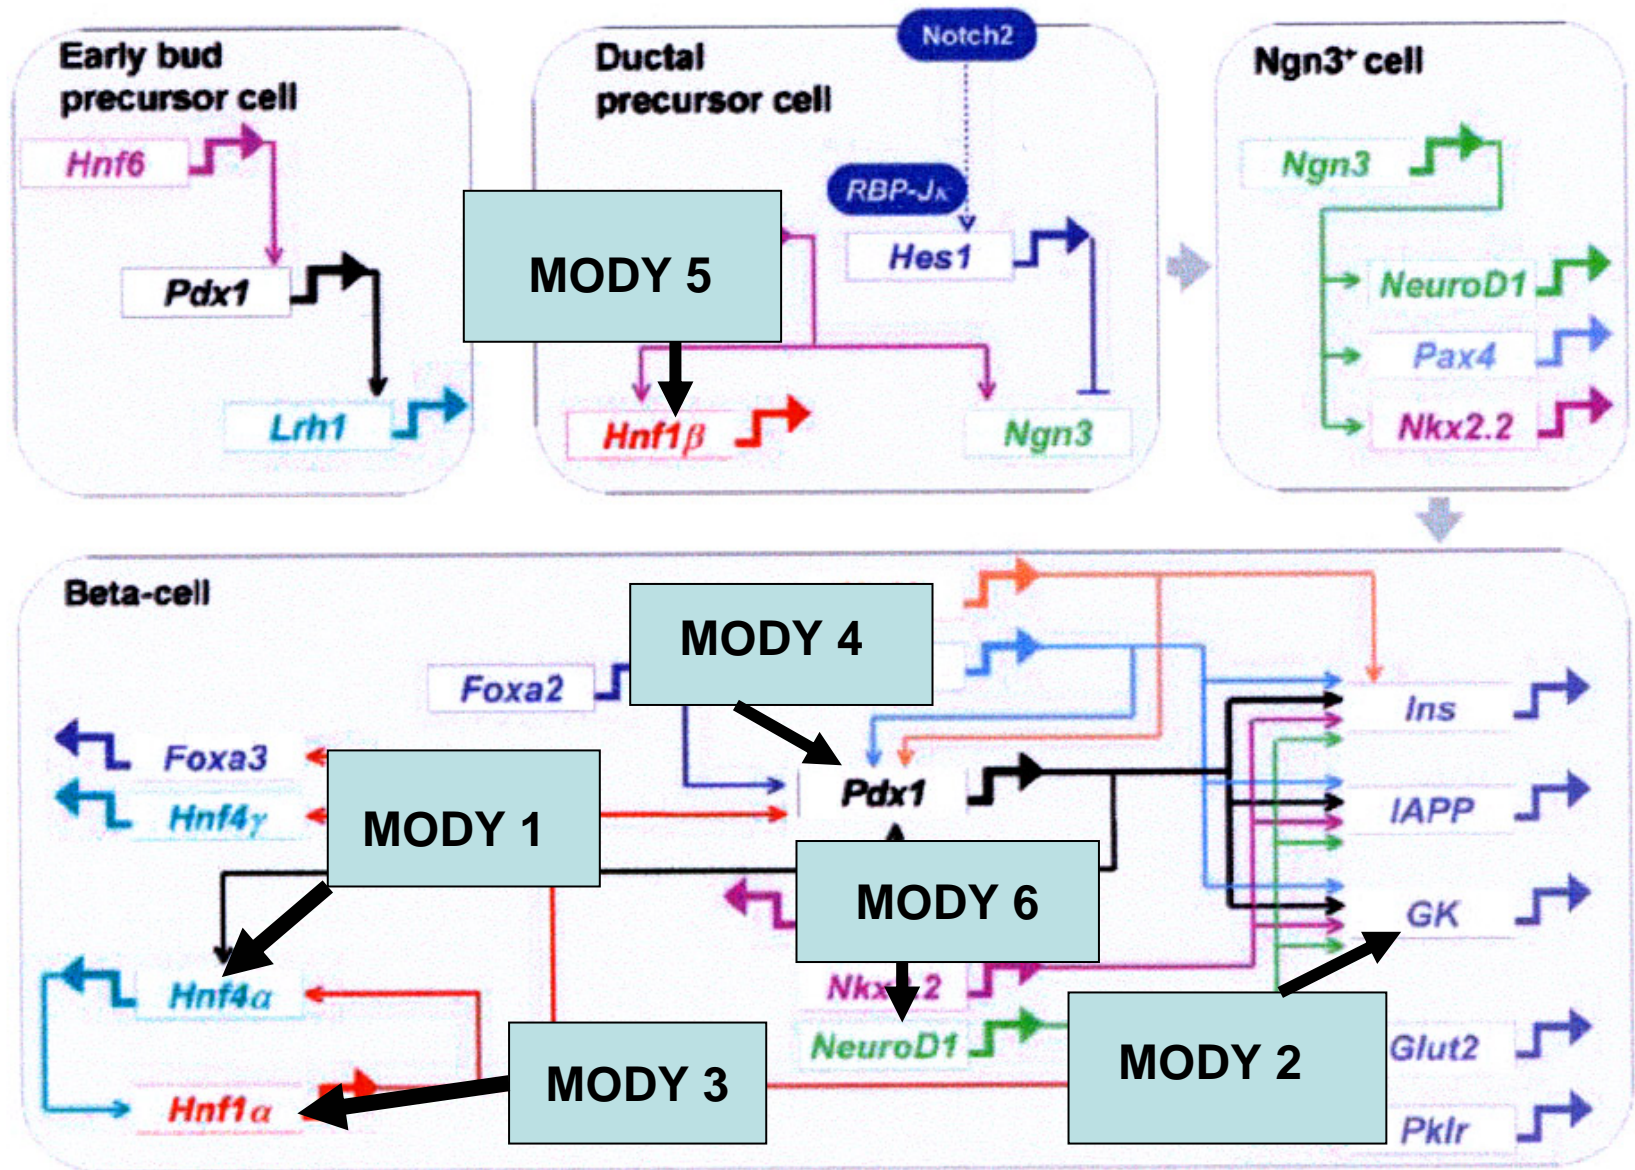 Early bud
precursor cell
Hnf6
Pdx1
Lrh1
Ductal
precursor cell
Notch2
RBP-Jκ
Hes1
MODY 5
Hnf1β
Ngn3
Ngn3⁺ cell
Ngn3
NeuroD1
Pax4
Nkx2.2
Beta-cell
MODY 4
Foxa2
Ins
Foxa3
Pdx1
Hnf4γ
IAPP
MODY 1
MODY 6
GK
Hnf4α
NeuroD1
Glut2
MODY 2
MODY 3
Hnf1α
Pklr